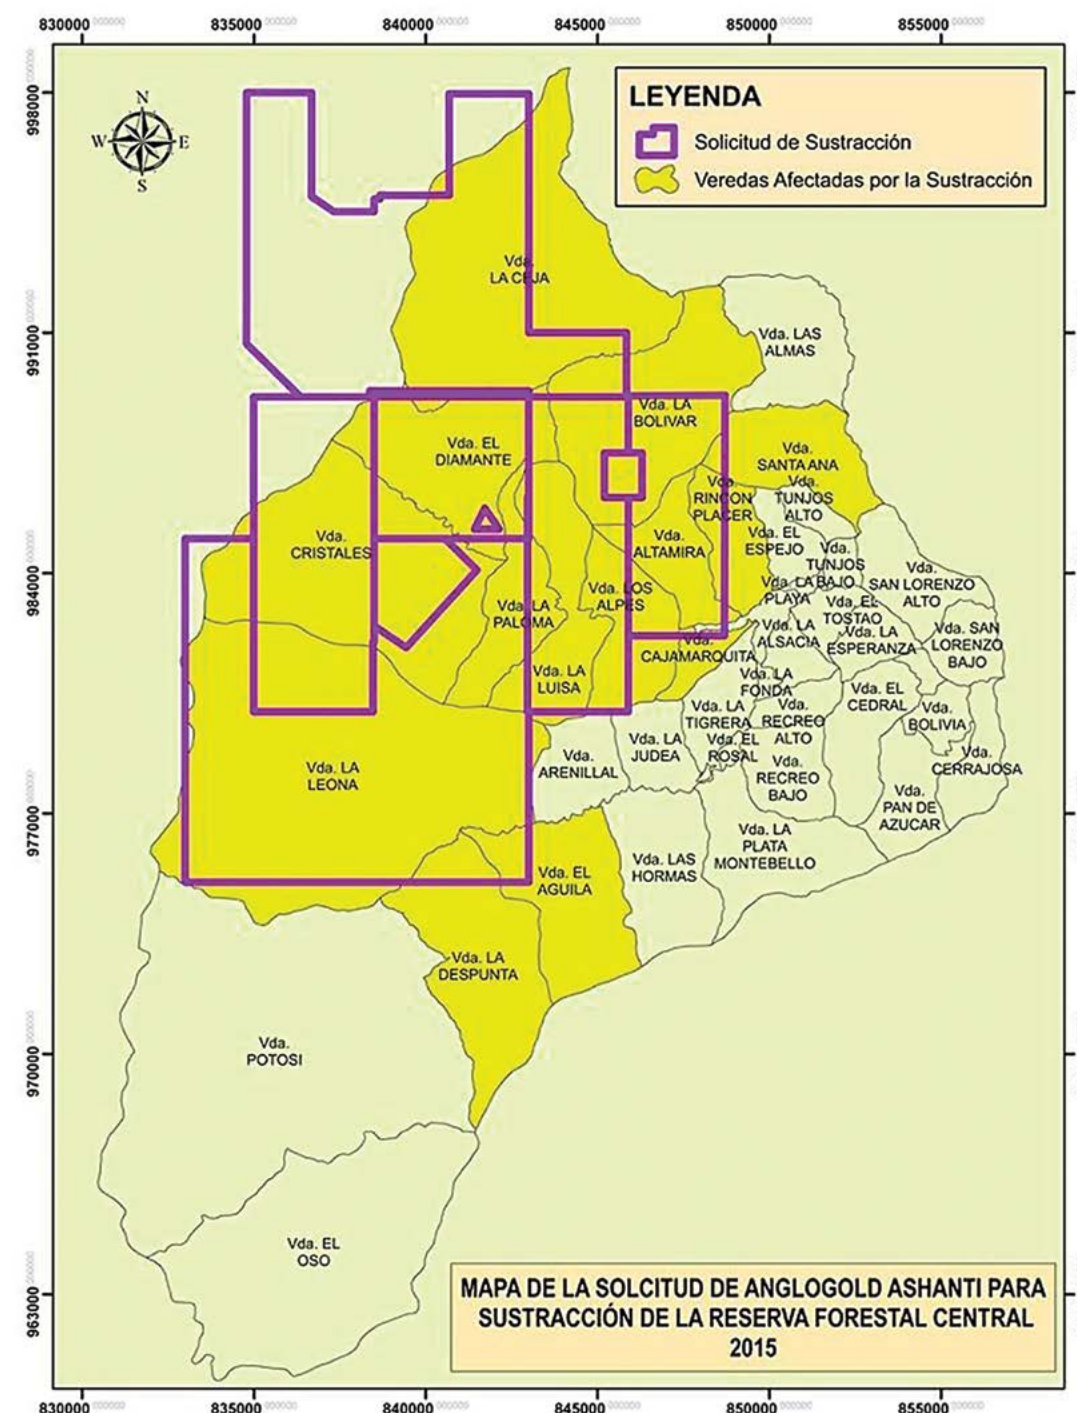 830000 835000 840000 845000 850000 855000
998000
991000
984000
977000
970000
963000
N
W E
S
LEYENDA
Solicitud de Sustracción
Veredas Afectadas por la Sustracción
Vda.
LA CEJA
Vda. LAS
ALMAS
Vda. LA
BOLIVAR
Vda. EL
DIAMANTE
Vda.
SANTA ANA
Vda.
RINCON
PLACER
Vda.
TUNJOS
ALTO
Vda.
CRISTALES
Vda.
ALTAMIRA
Vda. EL
ESPEJO
Vda.
TUNJOS
BAJO
Vda.
SAN LORENZO
ALTO
Vda. LA
PLAYA
Vda. LOS
ALPES
Vda. LA
PALOMA
Vda. EL
TOSTAO
Vda. LA
ALSACIA
Vda. LA
ESPERANZA
Vda. SAN
LORENZO
BAJO
Vda.
CAJAMARQUITA
Vda. LA
LUISA
Vda. LA
FONDA
Vda. EL
CEDRAL
Vda. LA
TIGRERA
Vda.
RECREO
ALTO
Vda.
BOLIVIA
Vda. LA
JUDEA
Vda. EL
ROSAL
Vda.
ARENILLAL
Vda.
CERRAJOSA
Vda. LA
LEONA
Vda.
RECREO
BAJO
Vda.
PAN DE
AZUCAR
Vda. LA
PLATA
MONTEBELLO
Vda. LAS
HORMAS
Vda. EL
AGUILA
Vda. LA
DESPUNTA
Vda.
POTOSI
Vda. EL
OSO
MAPA DE LA SOLCITUD DE ANGLOGOLD ASHANTI PARA
SUSTRACCIÓN DE LA RESERVA FORESTAL CENTRAL
2015
830000 835000 840000 845000 850000 855000